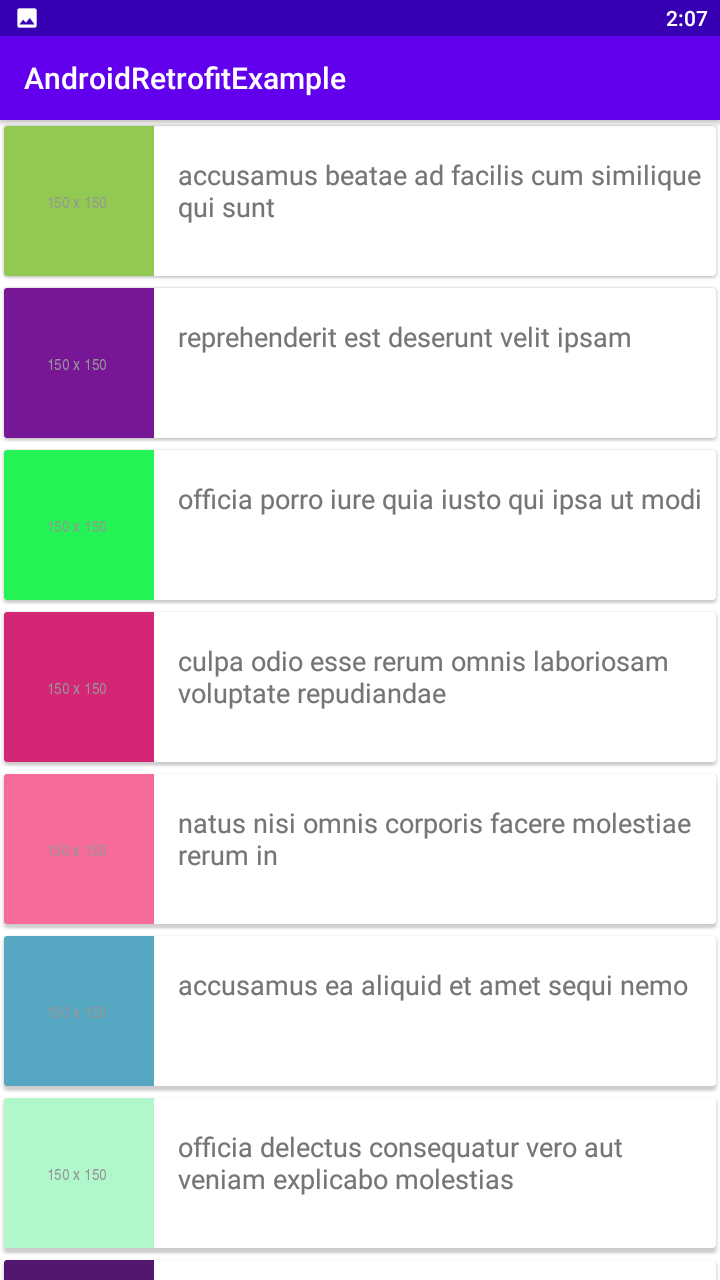 2:07
AndroidRetrofitExample
150 x 150
accusamus beatae ad facilis cum similique
qui sunt
150 x 150
reprehenderit est deserunt velit ipsam
150 x 150
officia porro iure quia iusto qui ipsa ut modi
150 x 150
culpa odio esse rerum omnis laboriosam
voluptate repudiandae
150 x 150
natus nisi omnis corporis facere molestiae
rerum in
150 x 150
accusamus ea aliquid et amet sequi nemo
150 x 150
officia delectus consequatur vero aut
veniam explicabo molestias